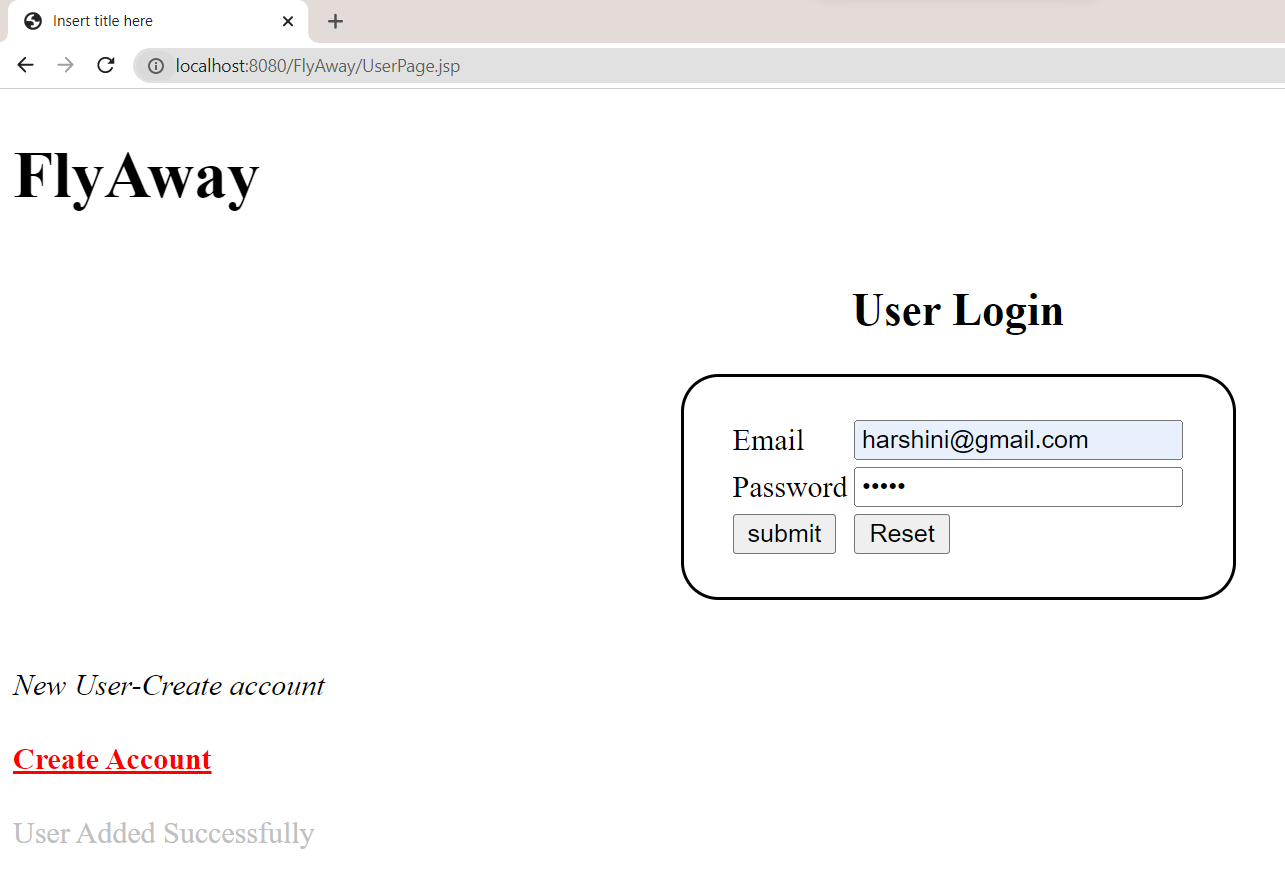 Insert title here
localhost:8080/FlyAway/UserPage.jsp
FlyAway
User Login
Email harshini@gmail.com
Password •••••
submit Reset
New User-Create account
Create Account
User Added Successfully